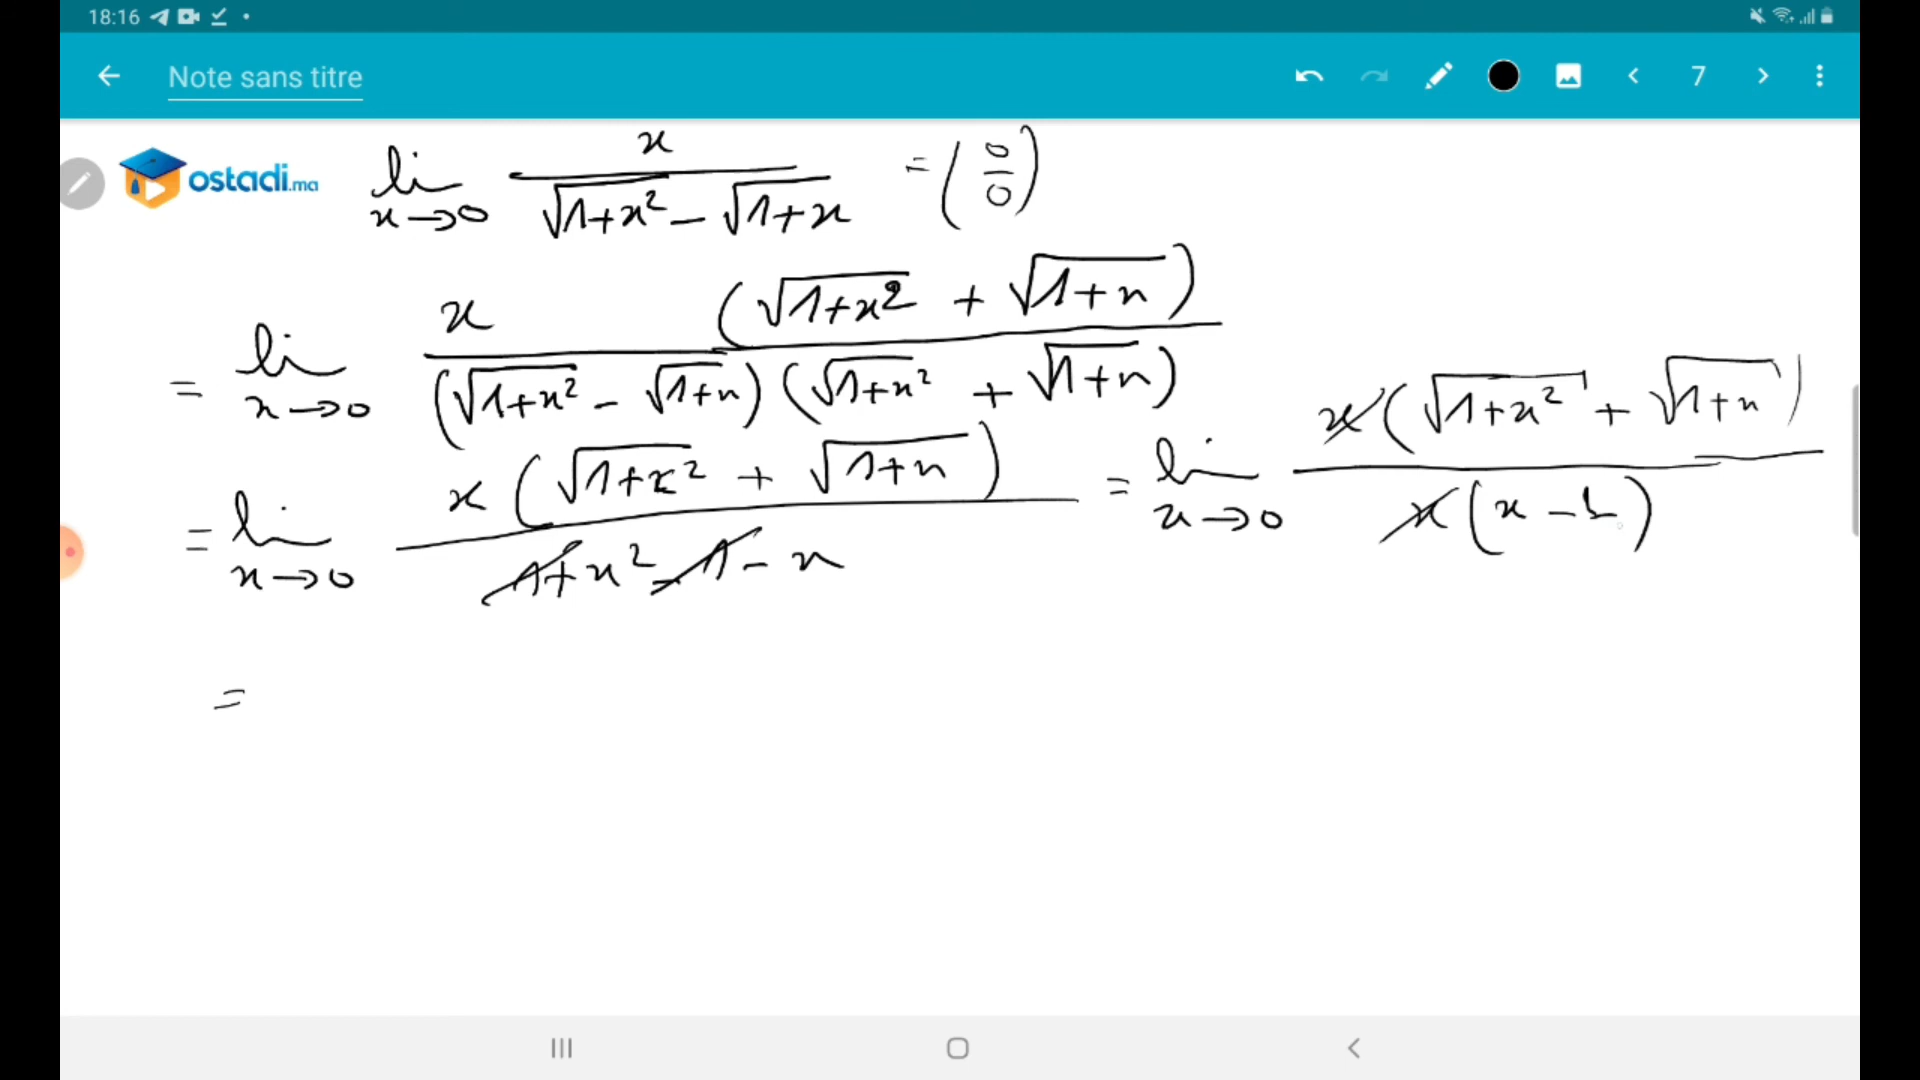 18:16
Note sans titre
7
ostadi.ma
lim x→0 x / (√1+x² - √1+x) = (0/0)
= lim x→0 x (√1+x² + √1+x) / (√1+x² - √1+x) (√1+x² + √1+x)
= lim x→0 x (√1+x² + √1+x) / 1+x² - 1 - x = lim x→0 x (√1+x² + √1+x) / x (x - 1)
=